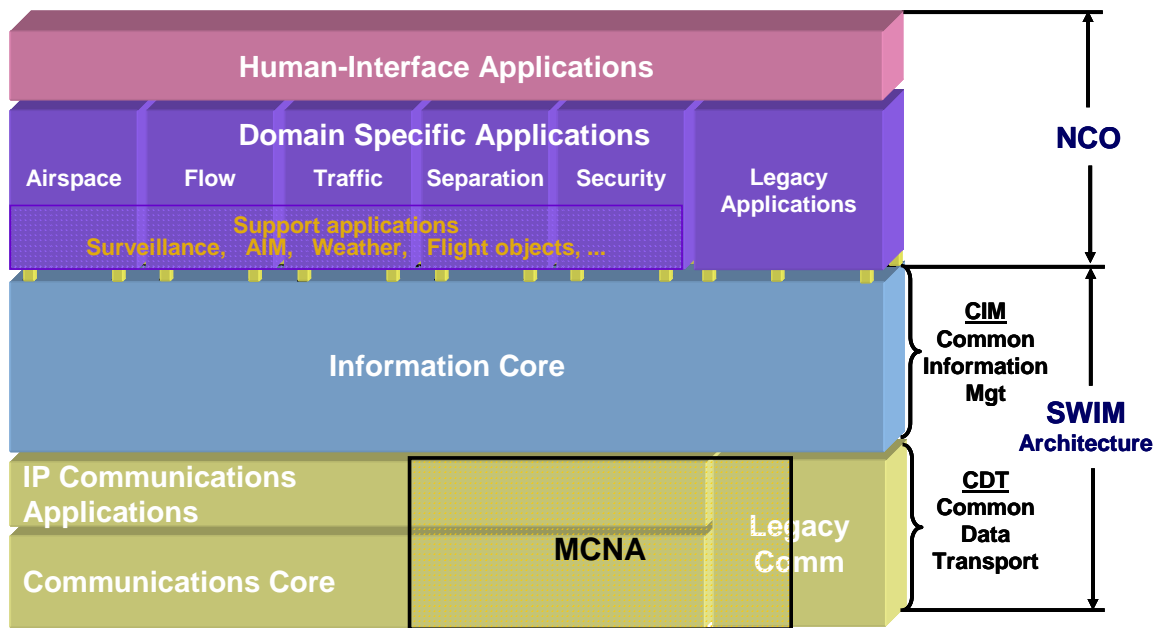 Human-Interface Applications
Domain Specific Applications
Airspace
Flow
Traffic
Separation
Security
Legacy
Applications
Support applications
Surveillance, AIM, Weather, Flight objects, ...
NCO
Information Core
CIM
Common
Information
Mgt
SWIM
Architecture
IP Communications
Applications
Communications Core
MCNA
Legacy
Comm
CDT
Common
Data
Transport